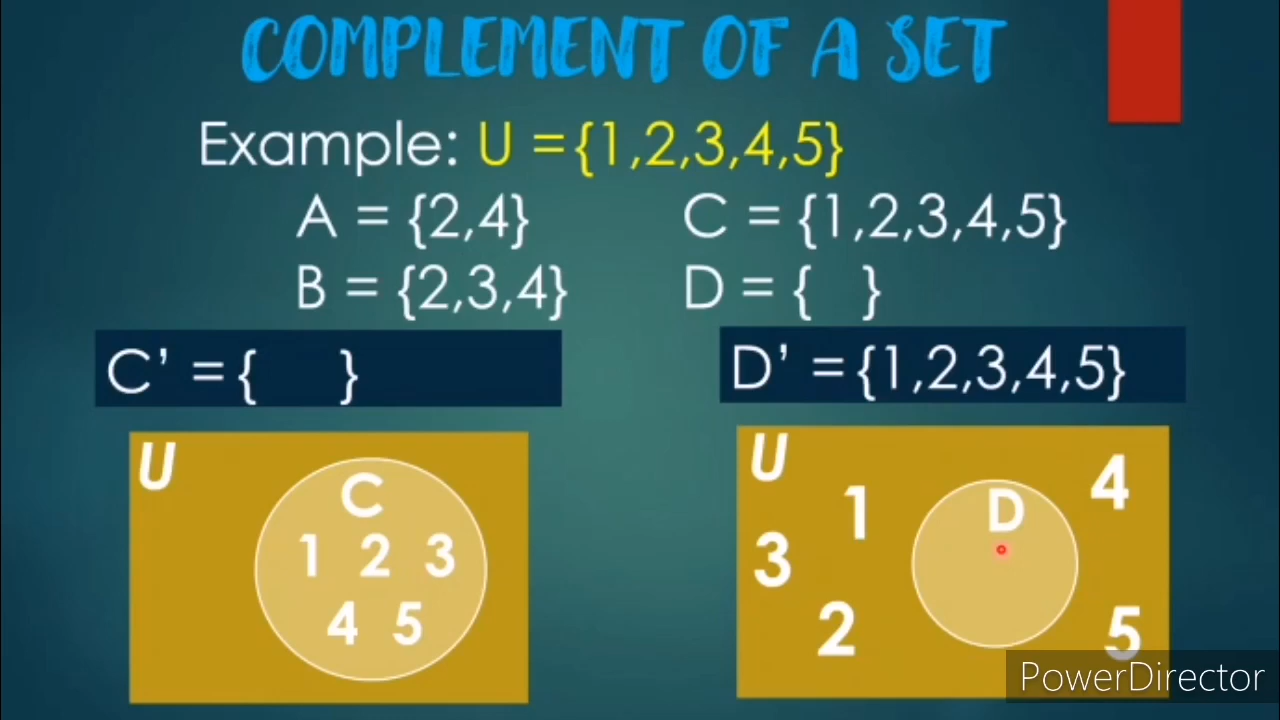 COMPLEMENT OF A SET
Example: U = {1,2,3,4,5}
A = {2,4}
C = {1,2,3,4,5}
B = {2,3,4}
D = { }
C’ = { }
D’ = {1,2,3,4,5}
U
C
1 2 3
4 5
U
D
4
1
3
2
5
PowerDirector